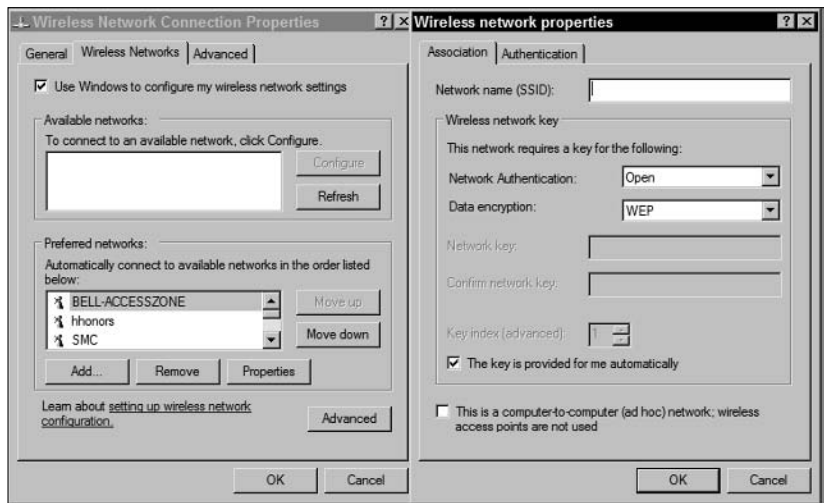 Wireless Network Connection Properties
General
Wireless Networks
Advanced
Use Windows to configure my wireless network settings
Available networks:
To connect to an available network, click Configure.
Configure
Refresh
Preferred networks:
Automatically connect to available networks in the order listed
below:
BELL-ACCESSZONE
hhonors
SMC
Move up
Move down
Add...
Remove
Properties
Learn about setting up wireless network
configuration.
Advanced
OK
Cancel
Wireless network properties
Association
Authentication
Network name (SSID):
Wireless network key
This network requires a key for the following:
Network Authentication:
Open
Data encryption:
WEP
Network key:
Confirm network key:
Key index (advanced):
1
The key is provided for me automatically
This is a computer-to-computer (ad hoc) network; wireless
access points are not used
OK
Cancel